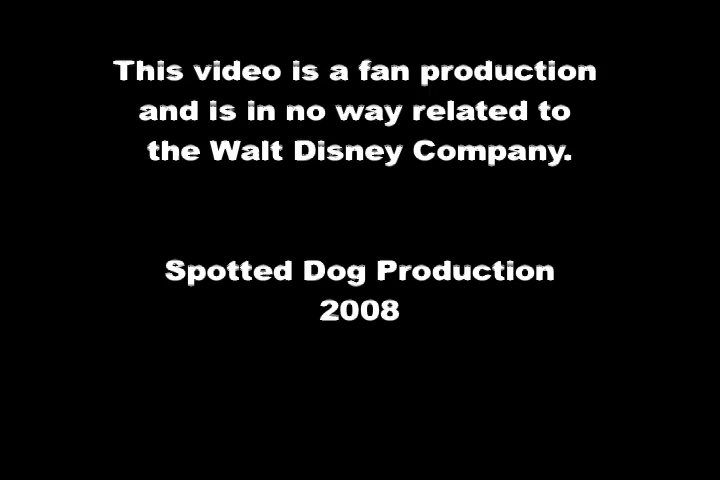 This video is a fan production
and is in no way related to
the Walt Disney Company.
Spotted Dog Production
2008